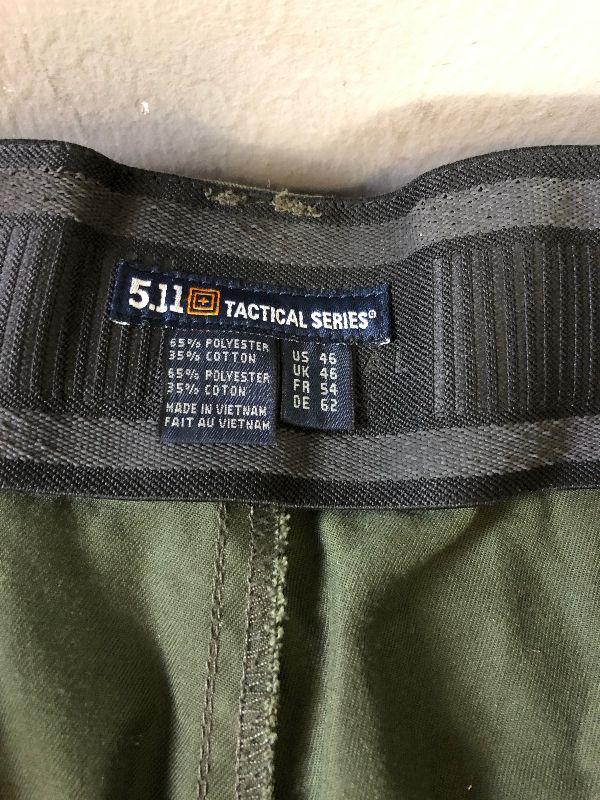 5.11 TACTICAL SERIES®
65% POLYESTER
35% COTTON
65% POLYESTER
35% COTON
MADE IN VIETNAM
FAIT AU VIETNAM
US 46
UK 46
FR 54
DE 62